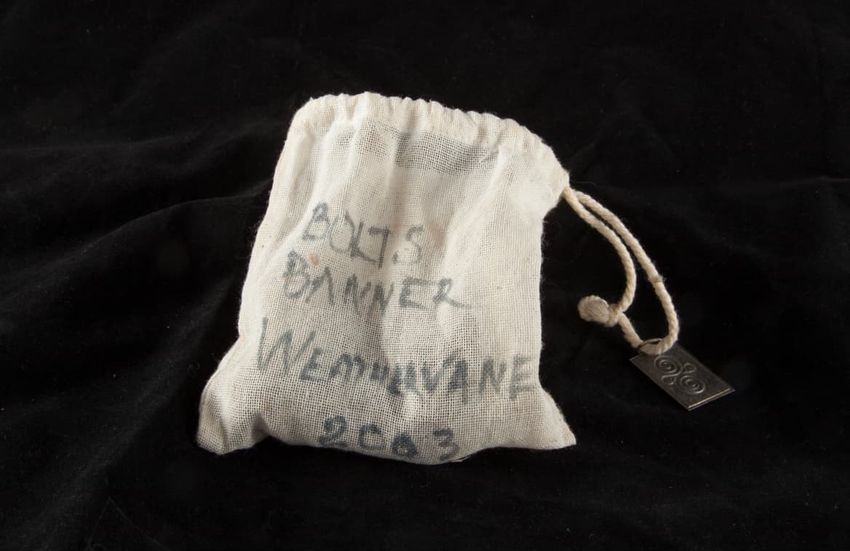 BOLTS
BANNER
WEATHERVANE
2003